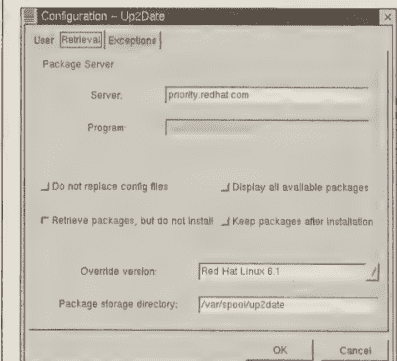 Configuration – Up2Date
User Retrieval Exceptions
Package Server
Server: priority.redhat.com
Program:
Do not replace config files Display all available packages
Retrieve packages, but do not install Keep packages after installation
Override version: Red Hat Linux 6.1
Package storage directory: /var/spool/up2date
OK Cancel